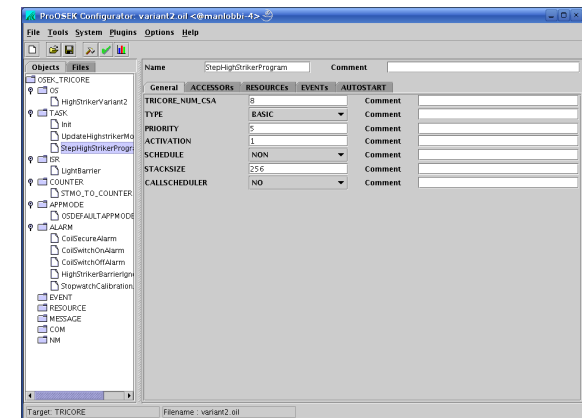 ProOSEK Configurator: variant2.oil <@manlobbi-4>
File Tools System Plugins Options Help
Objects Files
OSEK_TRICORE
OS
HighStrikerVariant2
TASK
Init
UpdateHighstrikerMo
StepHighStrikerProgr
ISR
LightBarrier
COUNTER
STM0_TO_COUNTER
APPMODE
OSDEFAULTAPPMODE
ALARM
CoilSecureAlarm
CoilSwitchOnAlarm
CoilSwitchOffAlarm
HighStrikerBarrierIgn
StopwatchCalibration
EVENT
RESOURCE
MESSAGE
COM
NM
Name StepHighStrikerProgram Comment
General ACCESSORs RESOURCEs EVENTs AUTOSTART
TRICORE_NUM_CSA 8 Comment
TYPE BASIC Comment
PRIORITY 5 Comment
ACTIVATION 1 Comment
SCHEDULE NON Comment
STACKSIZE 256 Comment
CALLSCHEDULER NO Comment
Target: TRICORE Filename : variant2.oil